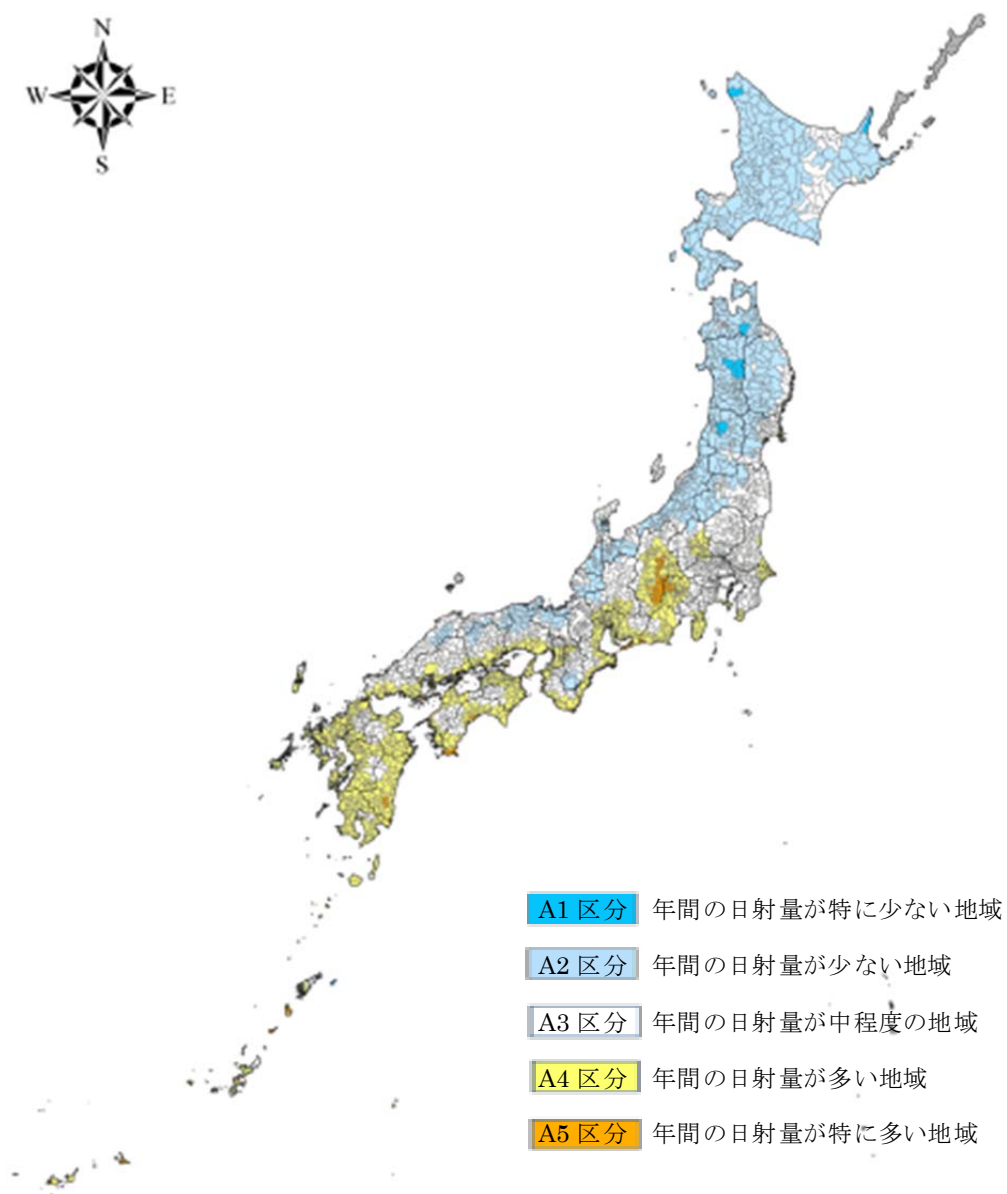 N
W E
S
A1 区分 年間の日射量が特に少ない地域
A2 区分 年間の日射量が少ない地域
A3 区分 年間の日射量が中程度の地域
A4 区分 年間の日射量が多い地域
A5 区分 年間の日射量が特に多い地域